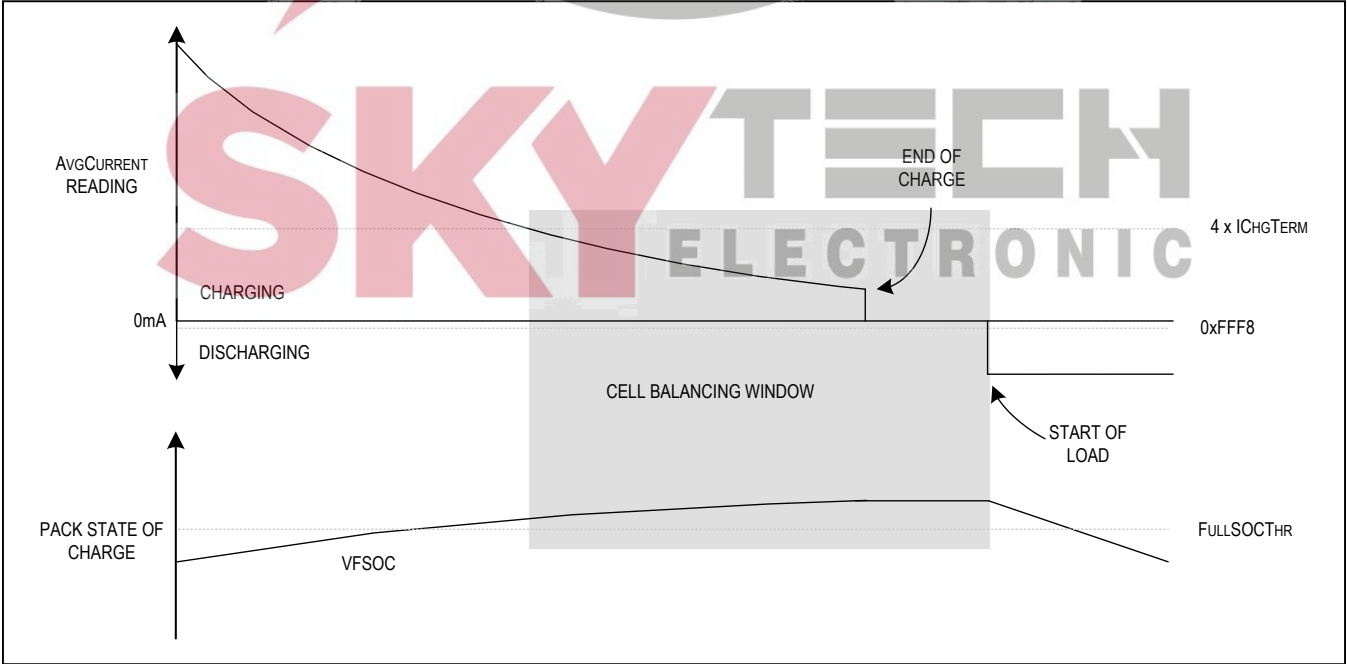 SKYTECH
ELECTRONIC
AVGCURRENT
READING
END OF
CHARGE
4 x ICHGTERM
CHARGING
0mA
0xFFF8
DISCHARGING
CELL BALANCING WINDOW
START OF
LOAD
PACK STATE OF
CHARGE
FULLSOCTHR
VFSOC